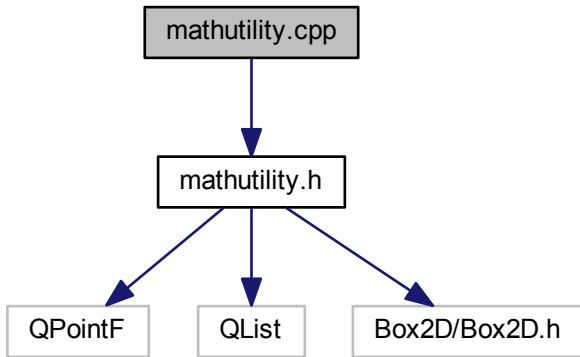 mathutility.cpp
mathutility.h
QPointF
QList
Box2D/Box2D.h